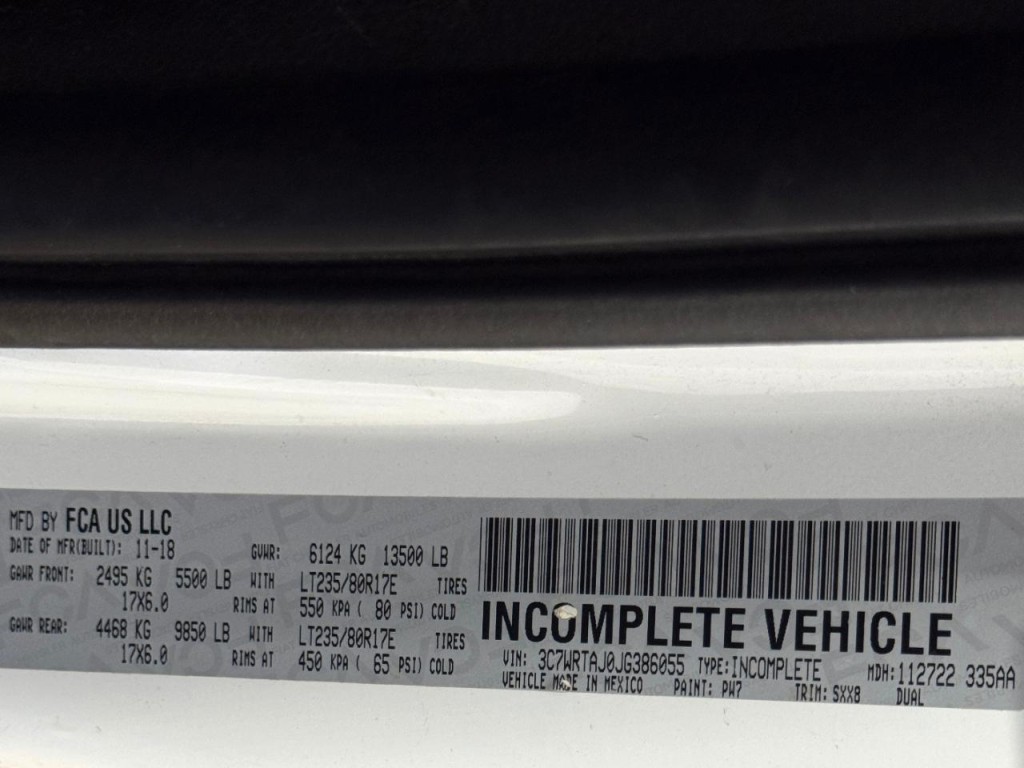 MFD BY FCA US LLC
DATE OF MFR(BUILT): 11-18 GVWR: 6124 KG 13500 LB
GAWR FRONT: 2495 KG 5500 LB WITH LT235/80R17E TIRES
17X6.0 RIMS AT 550 KPA ( 80 PSI) COLD
GAWR REAR: 4468 KG 9850 LB WITH LT235/80R17E TIRES
17X6.0 RIMS AT 450 KPA ( 65 PSI) COLD
INCOMPLETE VEHICLE
VIN: 3C7WRTAJ0JG386055 TYPE:INCOMPLETE MDH:112722 335AA
VEHICLE MADE IN MEXICO PAINT: PW7 TRIM: SXX8 DUAL